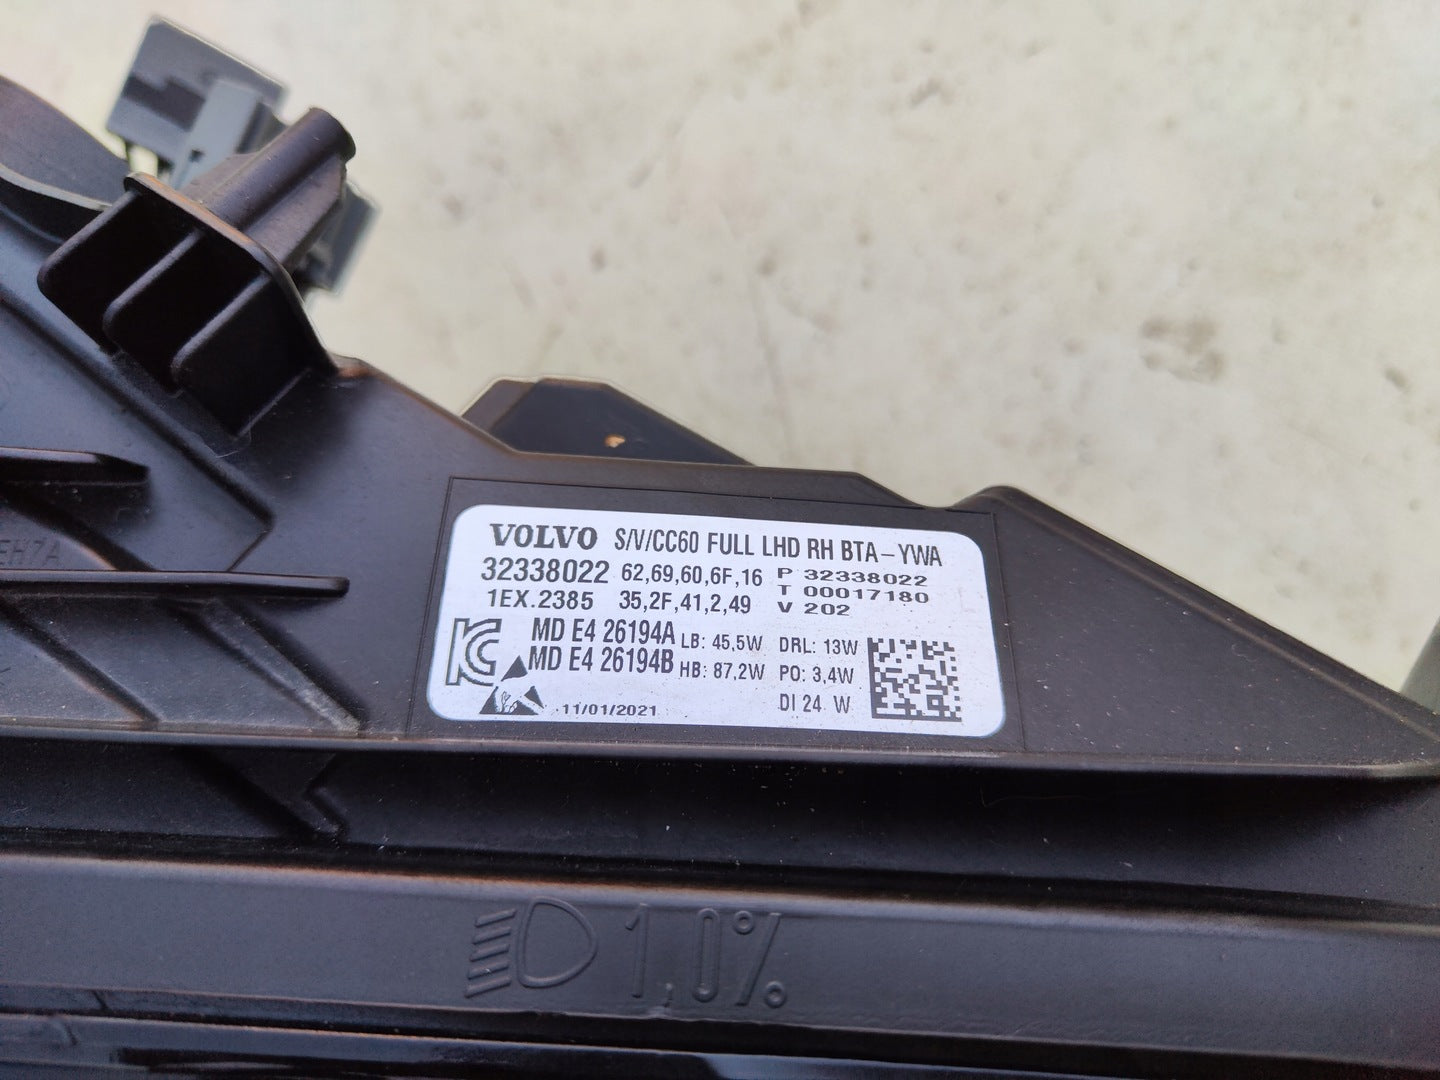 VOLVO S/V/CC60 FULL LHD RH BTA-YWA
32338022 62,69,60,6F,16 P 32338022
T 00017180
1EX.2385 35,2F,41,2,49 V 202
MD E4 26194A LB: 45,5W DRL: 13W
MD E4 26194B HB: 87,2W PO: 3,4W
11/01/2021 DI 24 W
1,0%